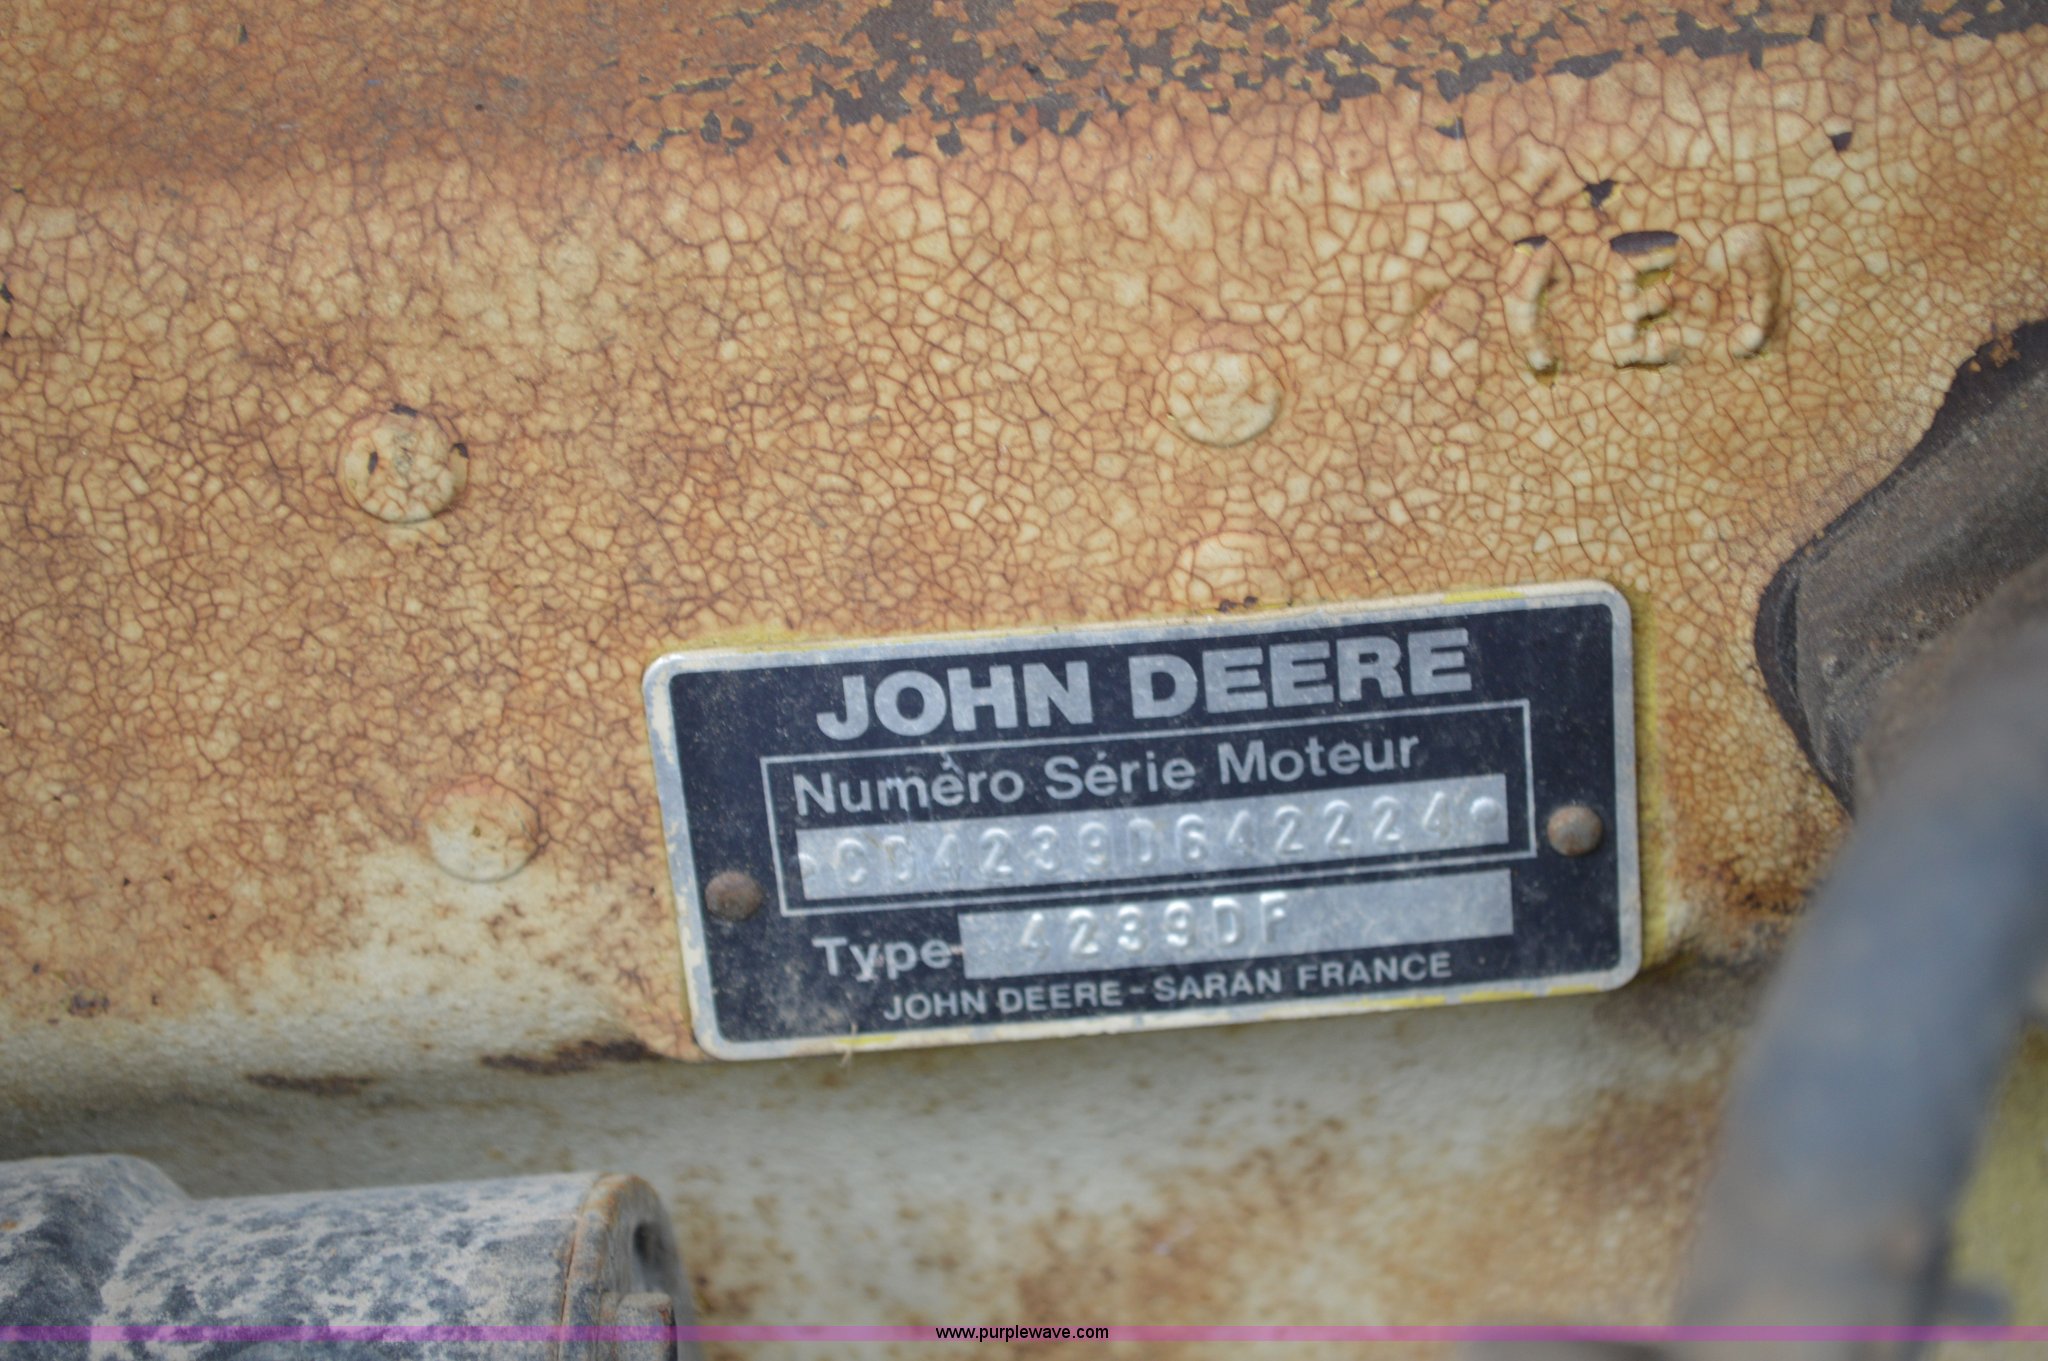 (E)
JOHN DEERE
Numéro Série Moteur
CD4239D642224
Type 4239DF
JOHN DEERE-SARAN FRANCE
www.purplewave.com